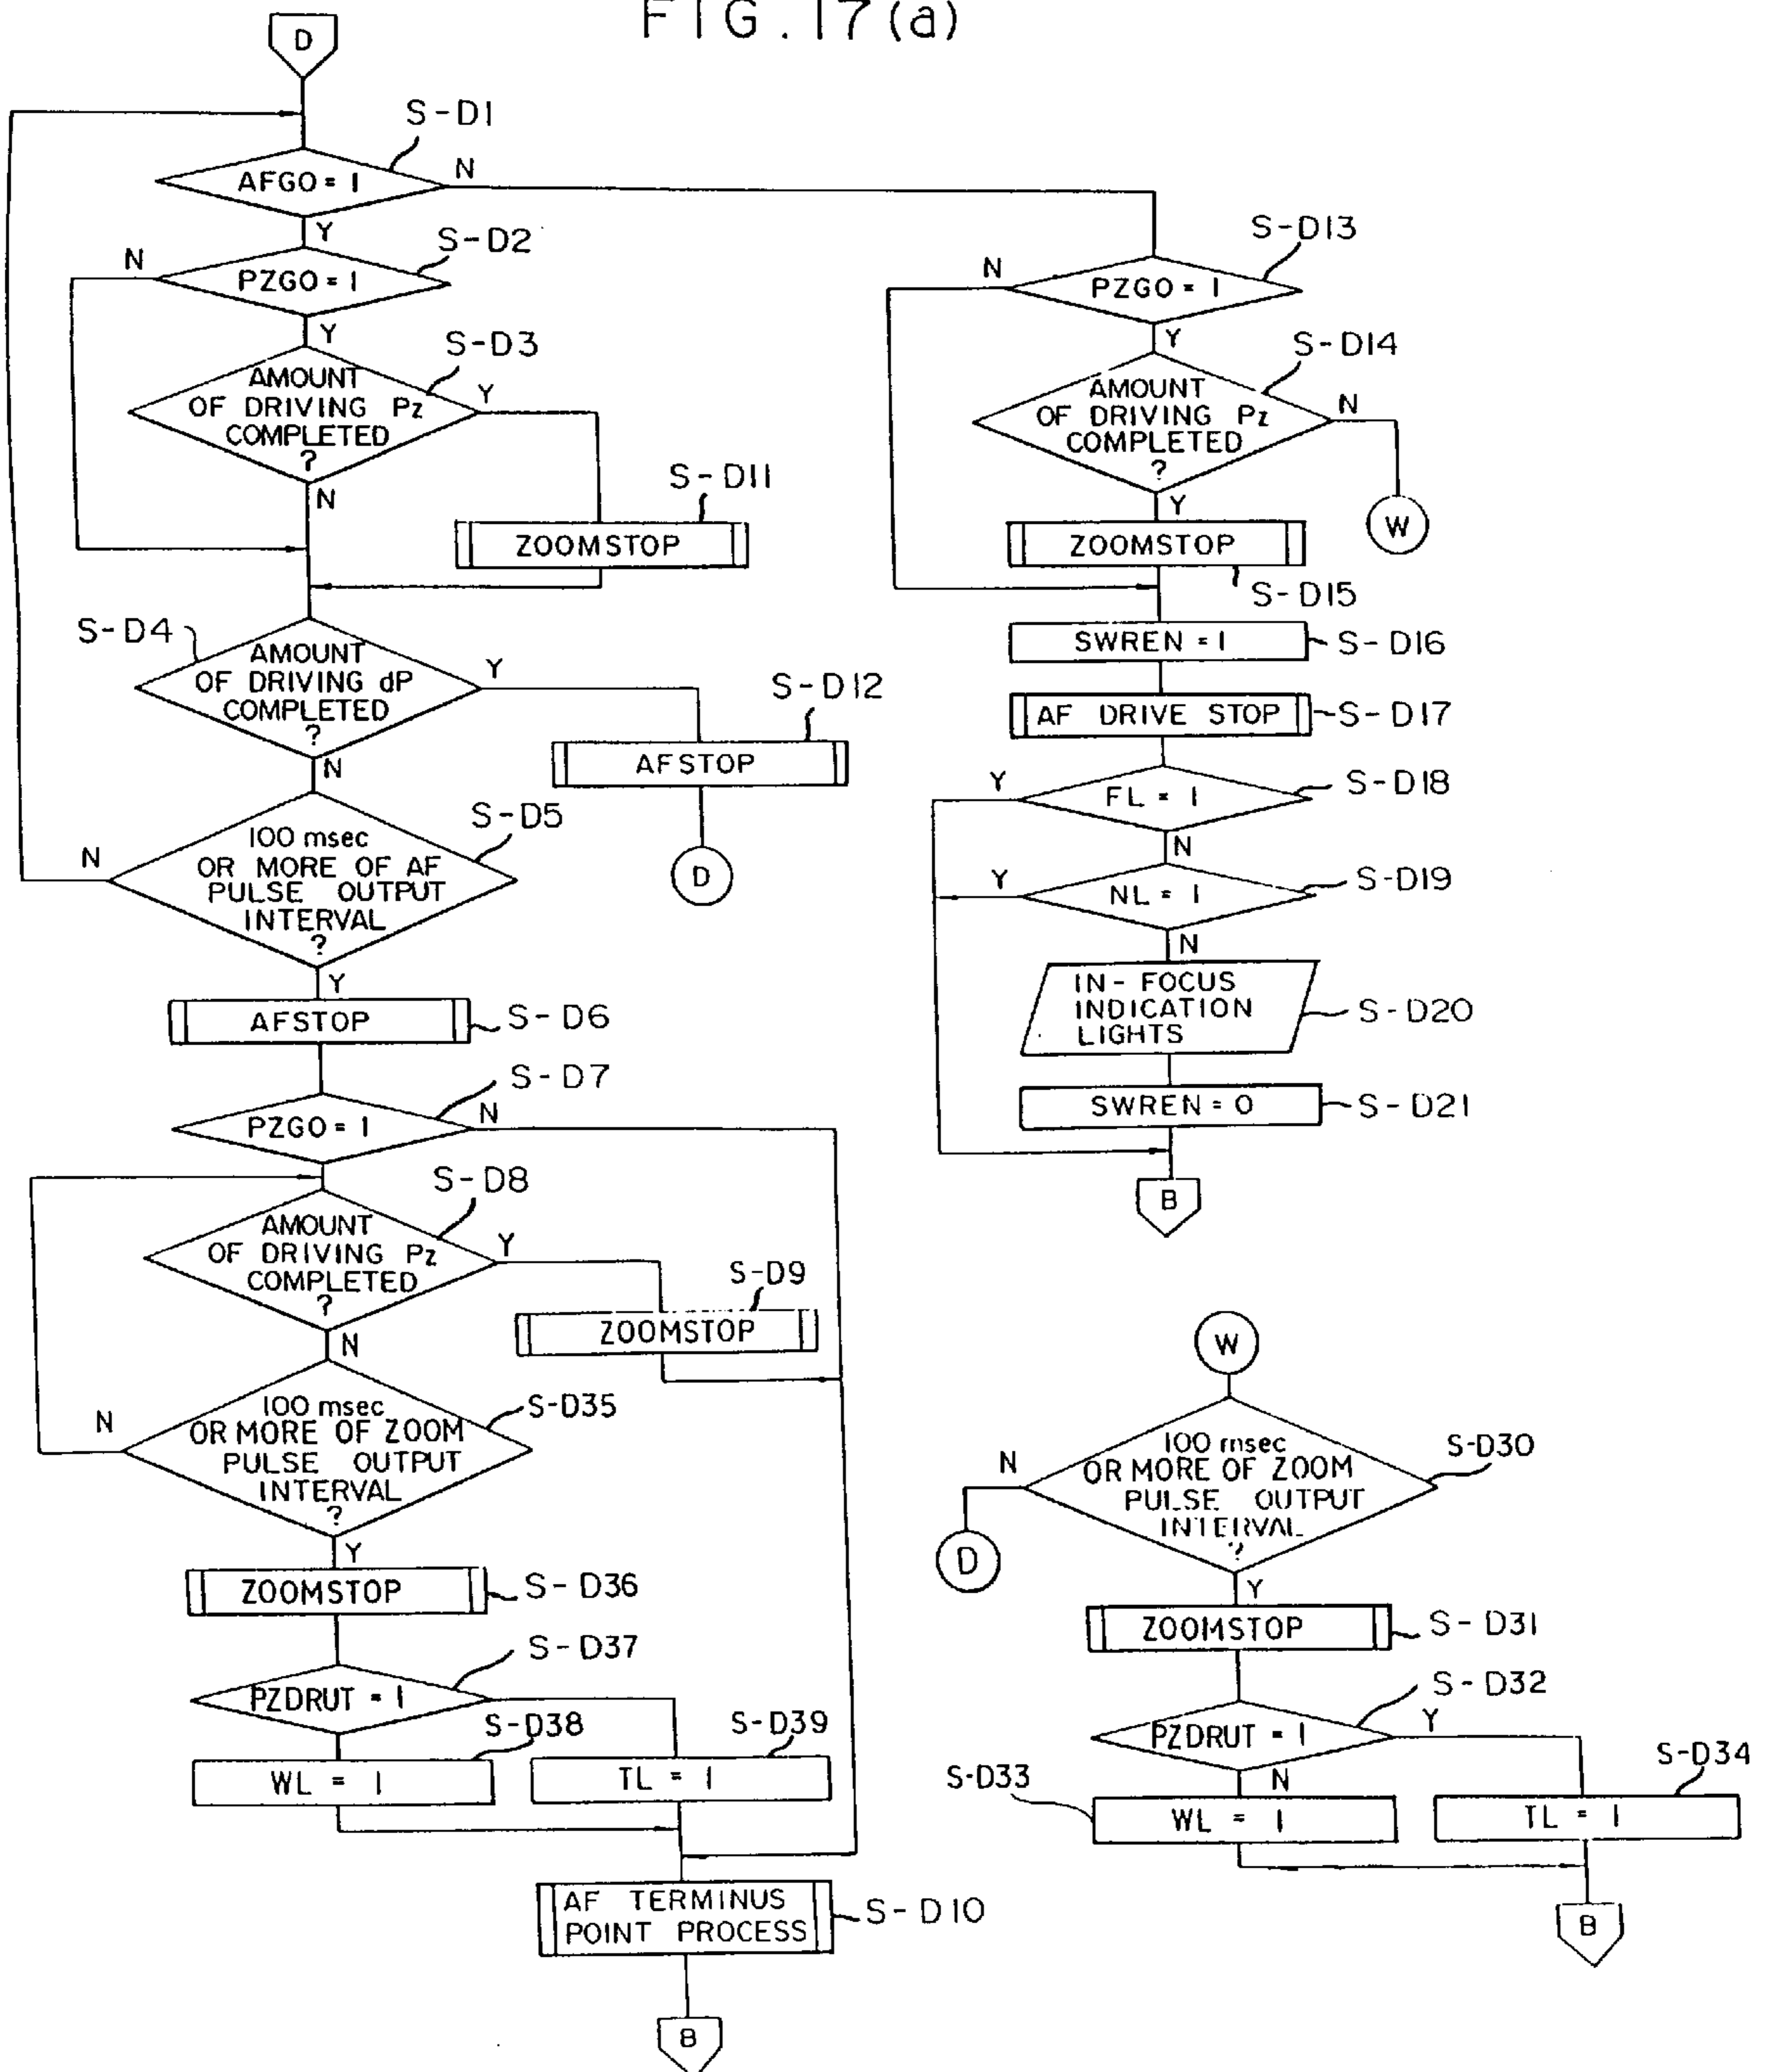 FIG. 17(a)
D
S-D1
AFGO = 1
N
Y
S-D2
N
PZGO = 1
Y
S-D3
AMOUNT
OF DRIVING Pz
COMPLETED
?
Y
N
S-D11
ZOOMSTOP
S-D4
AMOUNT
OF DRIVING dP
COMPLETED
?
Y
N
S-D12
AFSTOP
D
S-D5
100 msec
OR MORE OF AF
PULSE OUTPUT
INTERVAL
?
N
Y
AFSTOP
S-D6
S-D7
PZGO = 1
N
S-D8
AMOUNT
OF DRIVING Pz
COMPLETED
?
Y
N
S-D9
ZOOMSTOP
S-D35
100 msec
OR MORE OF ZOOM
PULSE OUTPUT
INTERVAL
?
N
Y
ZOOMSTOP
S-D36
S-D37
PZDRUT = 1
S-D38
WL = 1
S-D39
TL = 1
AF TERMINUS
POINT PROCESS
S-D10
B
S-D13
N
PZGO = 1
Y
S-D14
AMOUNT
OF DRIVING Pz
COMPLETED
?
N
Y
W
ZOOMSTOP
S-D15
SWREN = 1
S-D16
AF DRIVE STOP
S-D17
Y
FL = 1
S-D18
N
Y
NL = 1
S-D19
N
IN-FOCUS
INDICATION
LIGHTS
S-D20
SWREN = 0
S-D21
B
W
100 msec
OR MORE OF ZOOM
PULSE OUTPUT
INTERVAL
?
S-D30
N
D
Y
ZOOMSTOP
S-D31
S-D32
PZDRUT = 1
Y
N
S-D33
WL = 1
S-D34
TL = 1
B